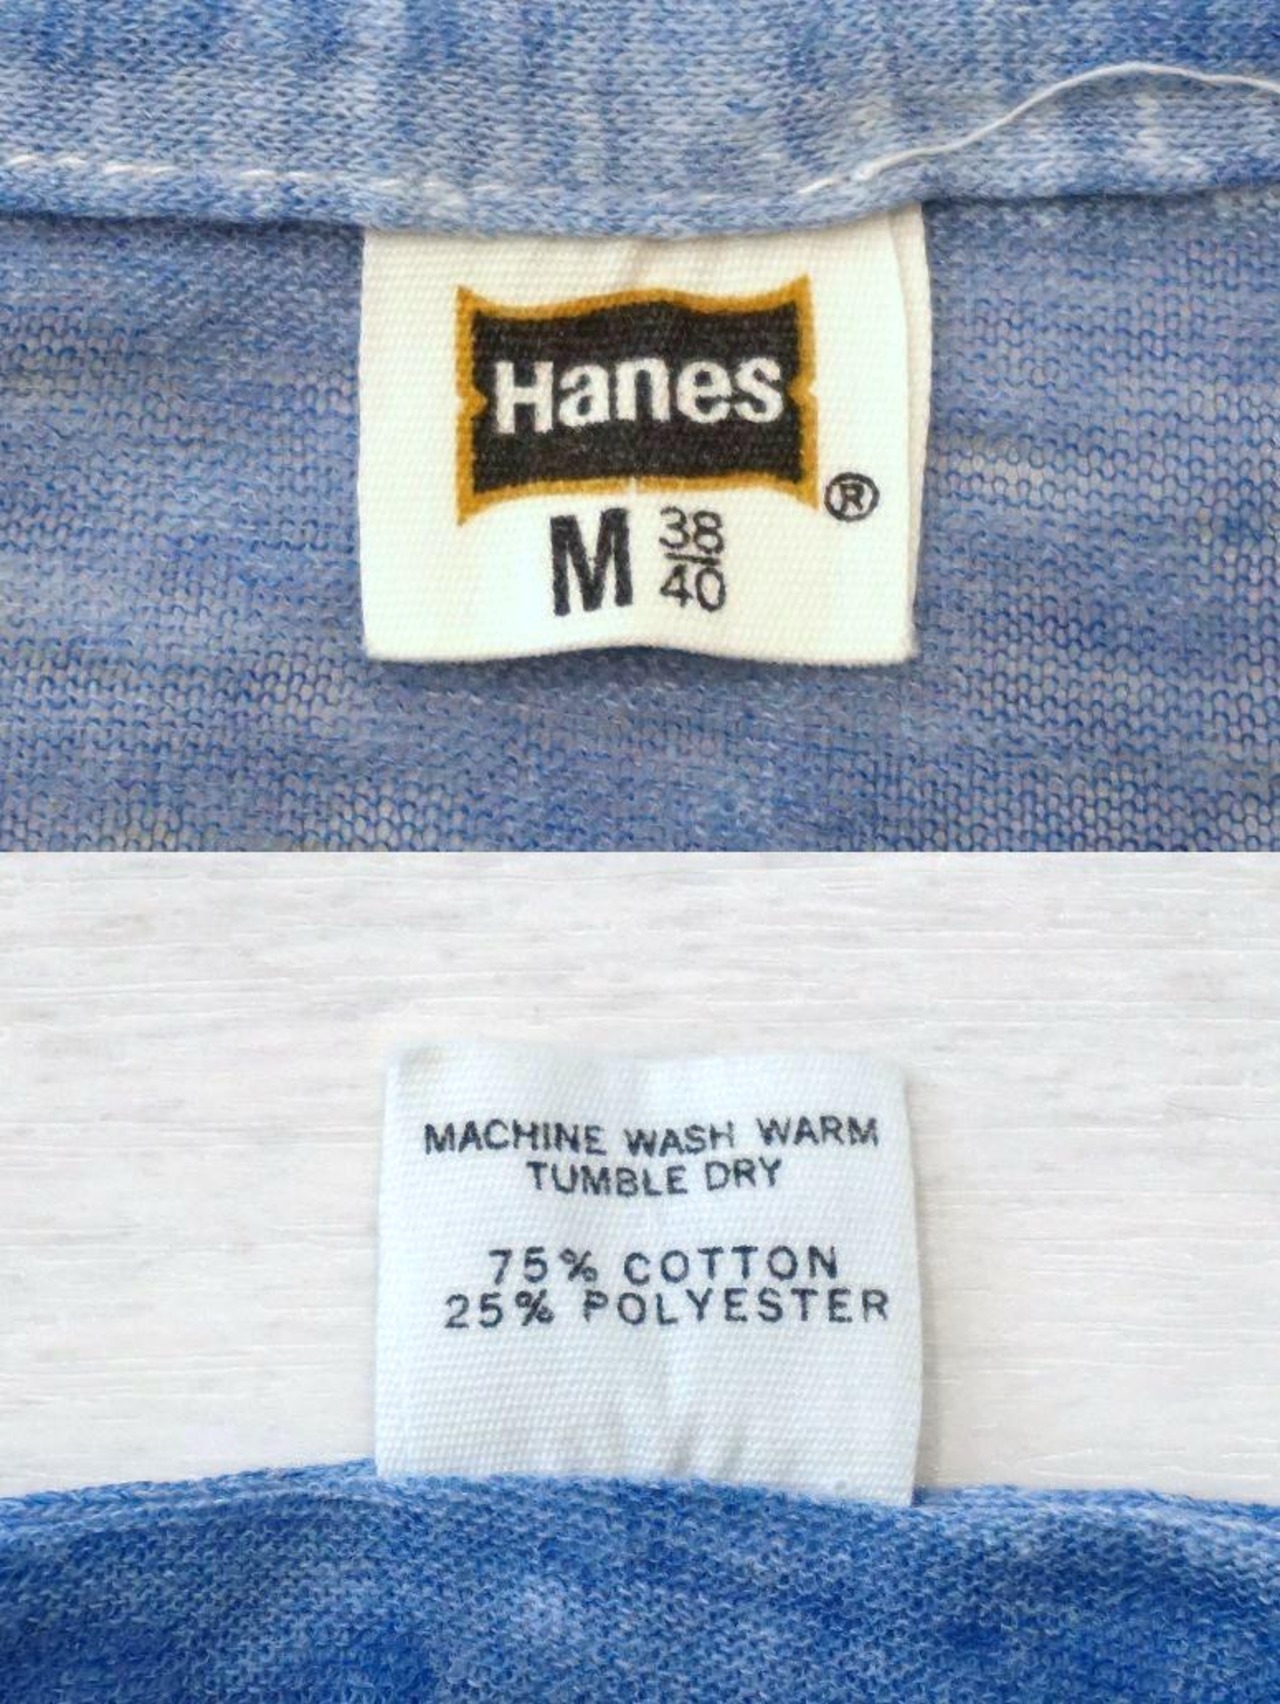 Hanes
®
M 38/40
MACHINE WASH WARM
TUMBLE DRY
75% COTTON
25% POLYESTER